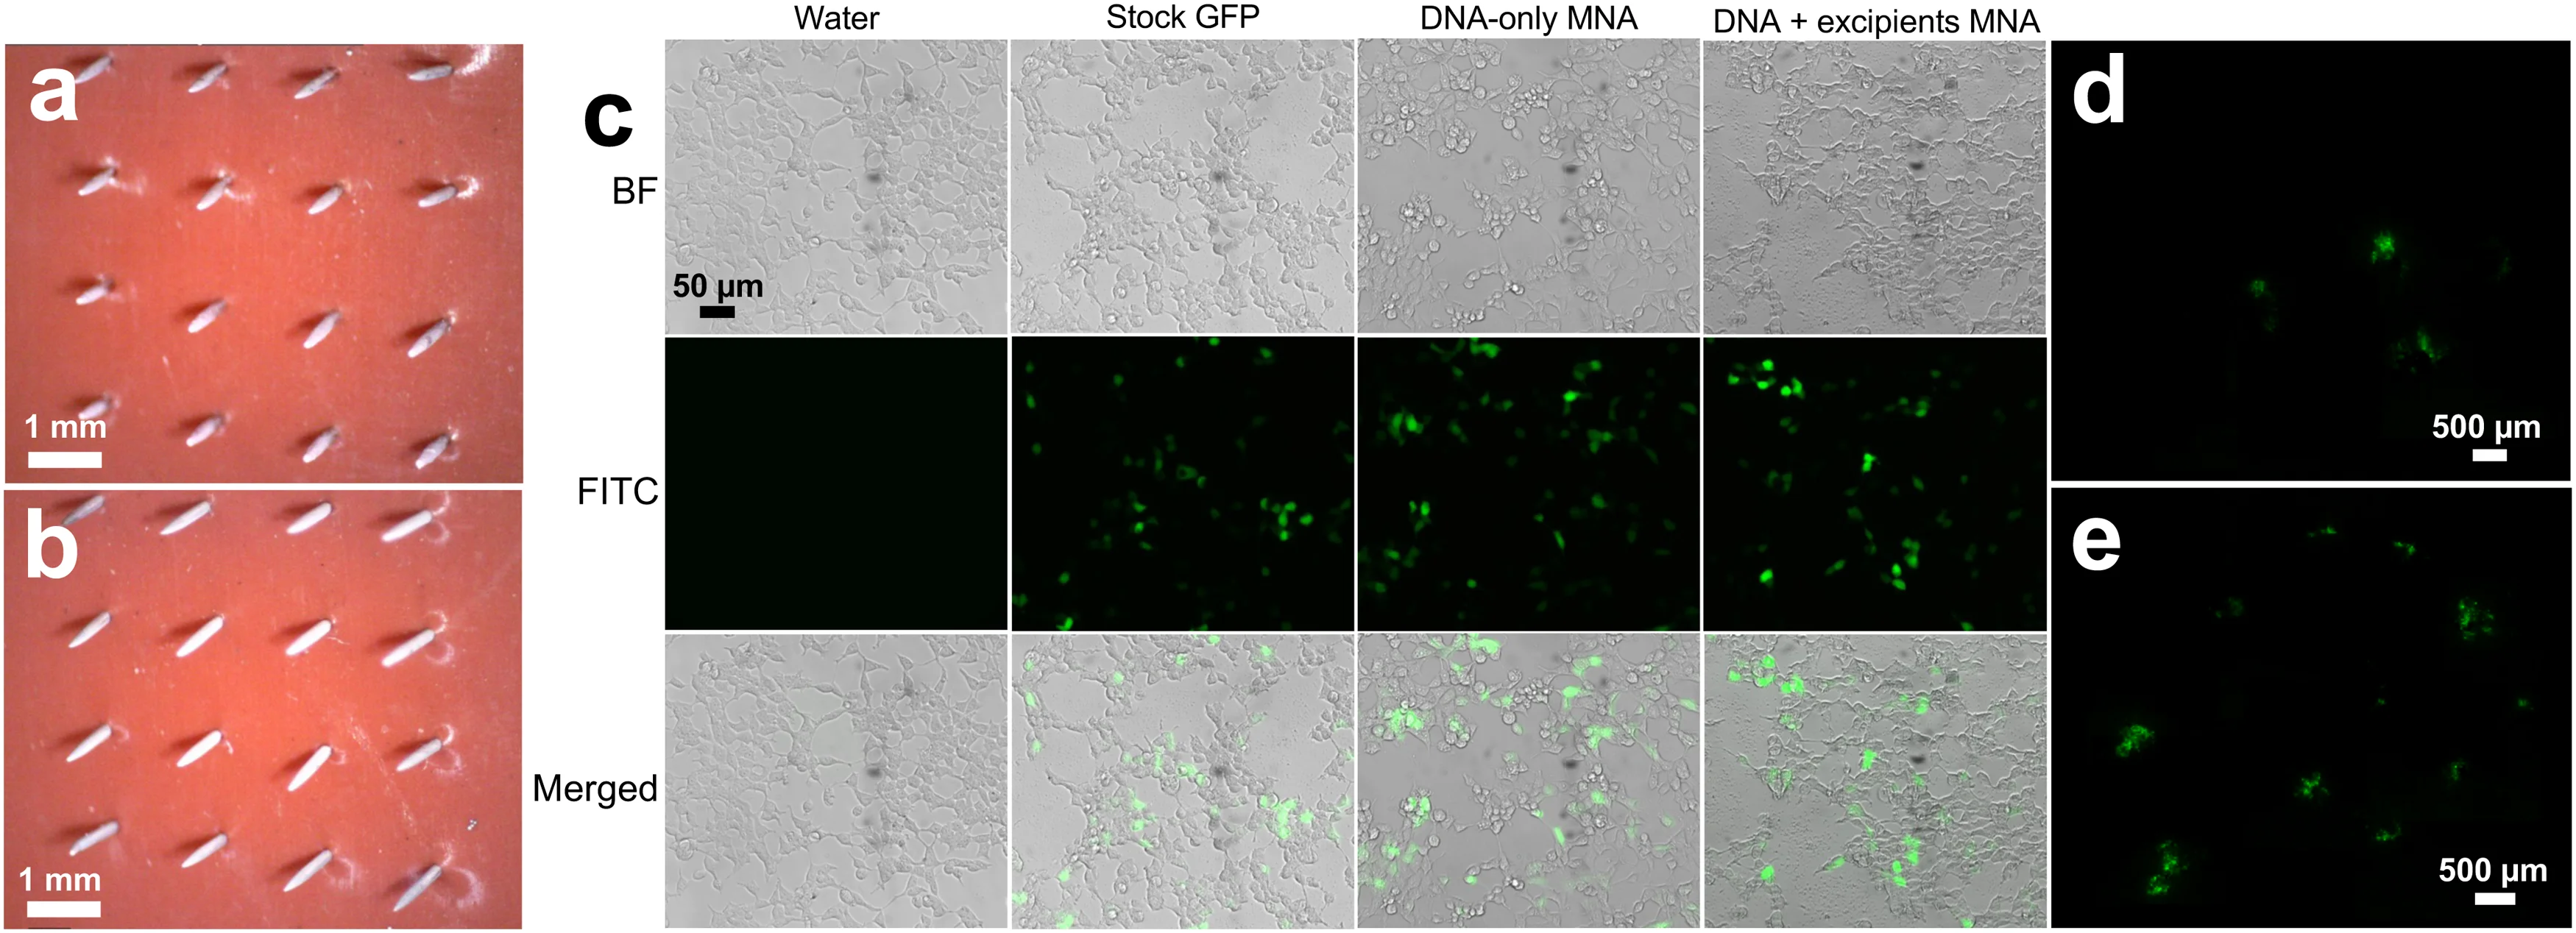 Water
Stock GFP
DNA-only MNA
DNA + excipients MNA
a
1 mm
b
1 mm
c
BF
50 µm
FITC
Merged
d
500 µm
e
500 µm